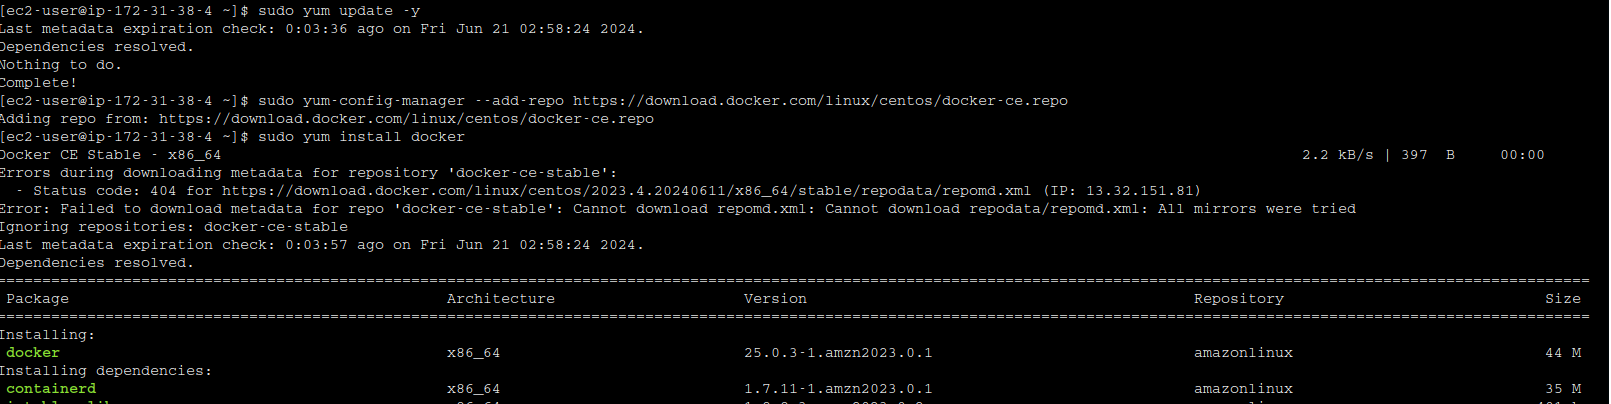 [ec2-user@ip-172-31-38-4 ~]$ sudo yum update -y
Last metadata expiration check: 0:03:36 ago on Fri Jun 21 02:58:24 2024.
Dependencies resolved.
Nothing to do.
Complete!
[ec2-user@ip-172-31-38-4 ~]$ sudo yum-config-manager --add-repo https://download.docker.com/linux/centos/docker-ce.repo
Adding repo from: https://download.docker.com/linux/centos/docker-ce.repo
[ec2-user@ip-172-31-38-4 ~]$ sudo yum install docker
Docker CE Stable - x86_64 2.2 kB/s | 397 B 00:00
Errors during downloading metadata for repository 'docker-ce-stable':
- Status code: 404 for https://download.docker.com/linux/centos/2023.4.20240611/x86_64/stable/repodata/repomd.xml (IP: 13.32.151.81)
Error: Failed to download metadata for repo 'docker-ce-stable': Cannot download repomd.xml: Cannot download repodata/repomd.xml: All mirrors were tried
Ignoring repositories: docker-ce-stable
Last metadata expiration check: 0:03:57 ago on Fri Jun 21 02:58:24 2024.
Dependencies resolved.
Package Architecture Version Repository Size
Installing:
docker x86_64 25.0.3-1.amzn2023.0.1 amazonlinux 44 M
Installing dependencies:
containerd x86_64 1.7.11-1.amzn2023.0.1 amazonlinux 35 M